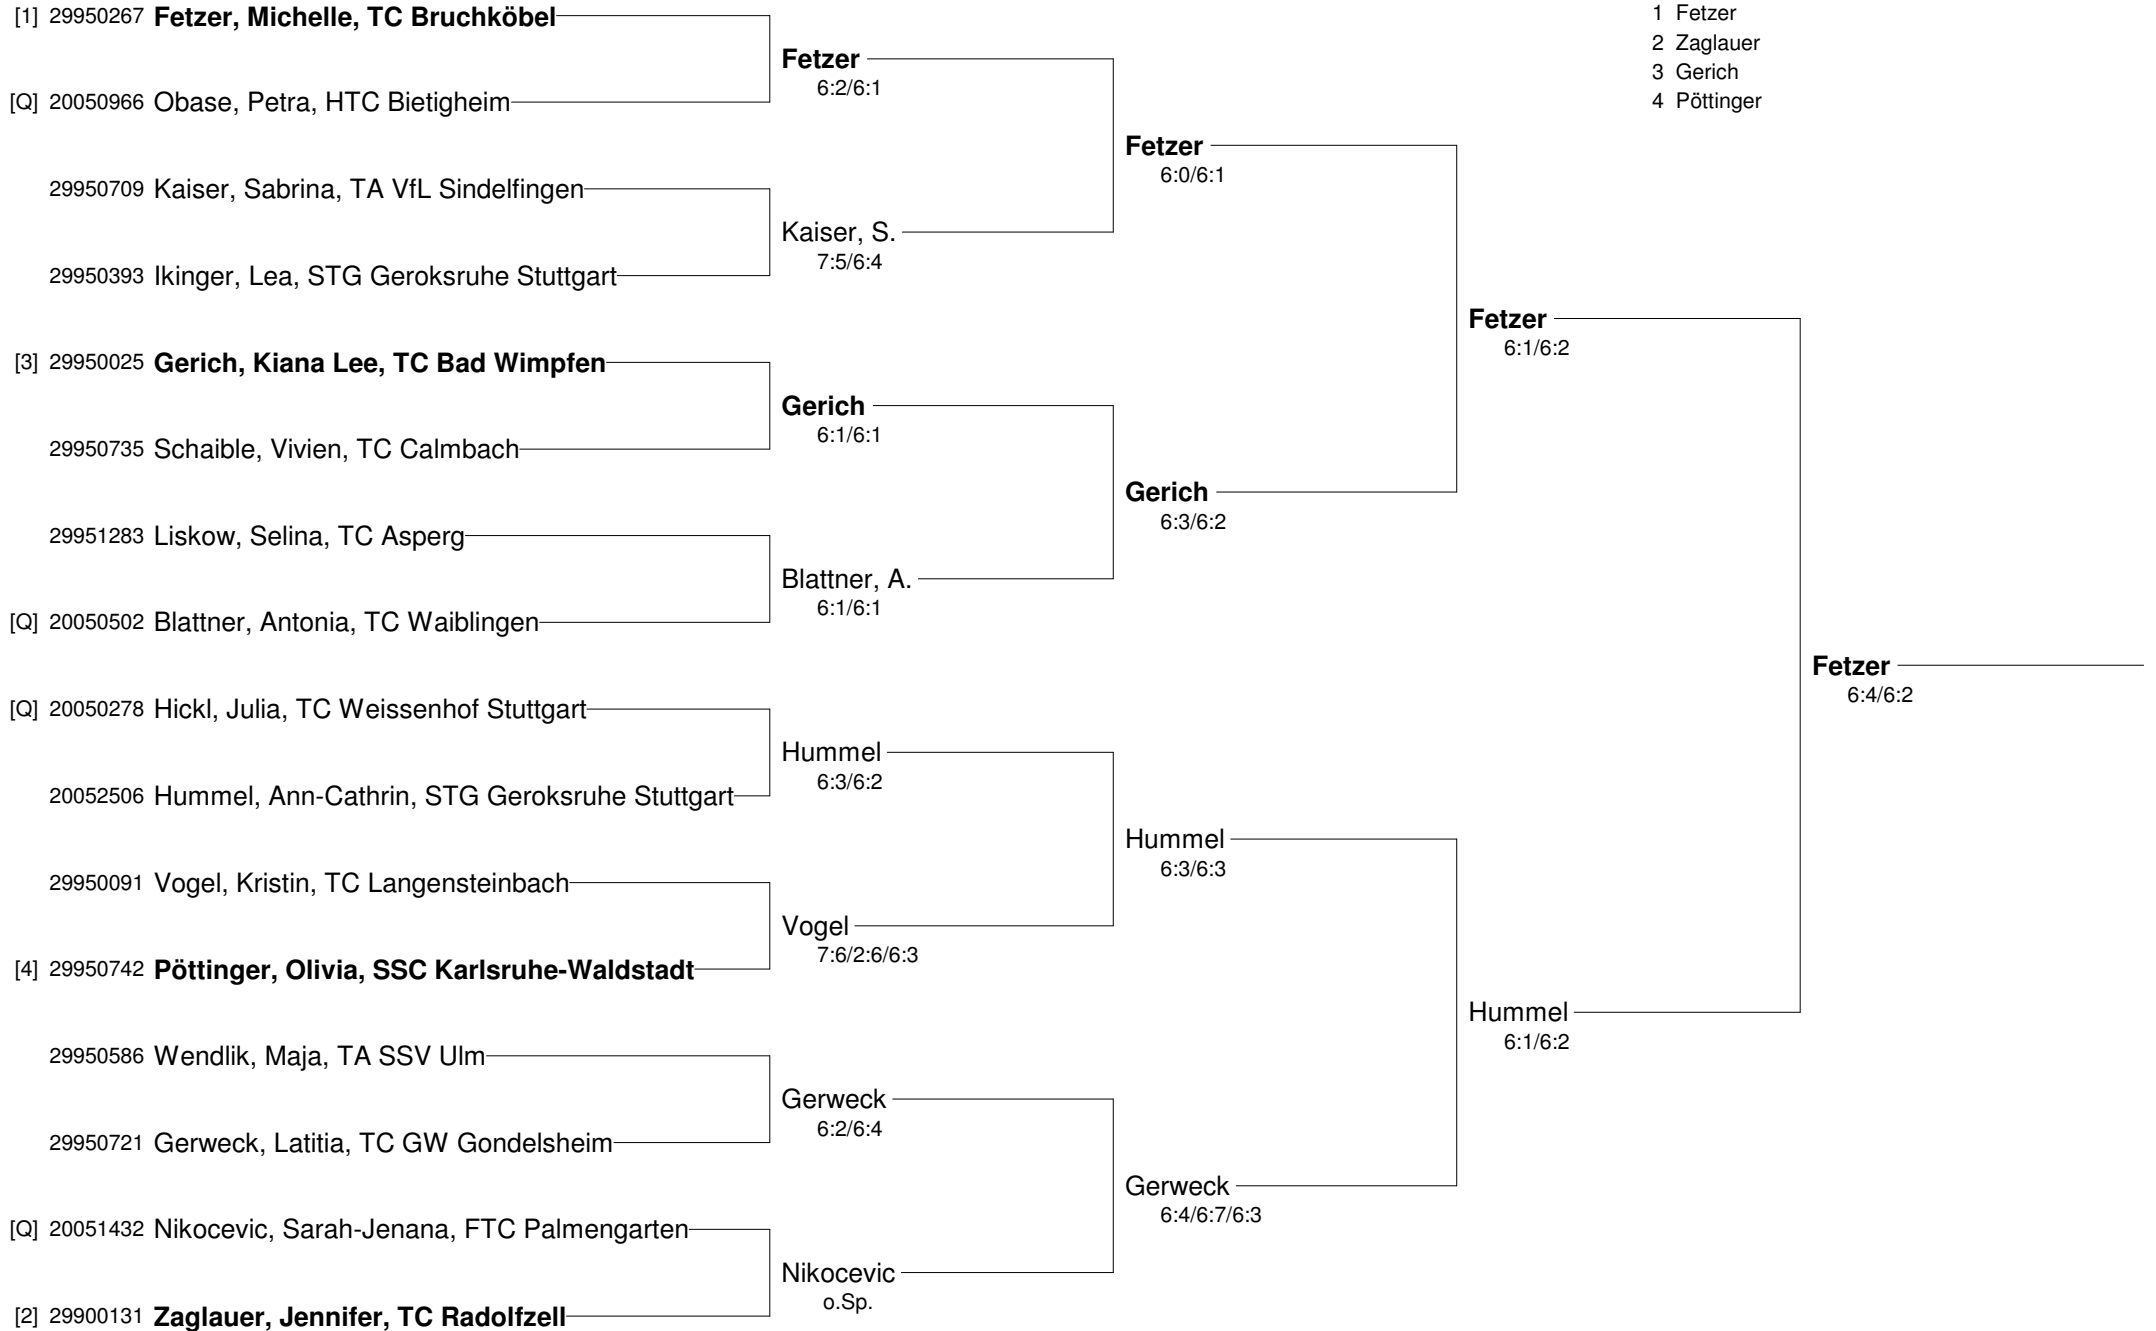 [1] 29950267 Fetzer, Michelle, TC Bruchköbel
[Q] 20050966 Obase, Petra, HTC Bietigheim
29950709 Kaiser, Sabrina, TA VfL Sindelfingen
29950393 Ikinger, Lea, STG Geroksruhe Stuttgart
[3] 29950025 Gerich, Kiana Lee, TC Bad Wimpfen
29950735 Schaible, Vivien, TC Calmbach
29951283 Liskow, Selina, TC Asperg
[Q] 20050502 Blattner, Antonia, TC Waiblingen
[Q] 20050278 Hickl, Julia, TC Weissenhof Stuttgart
20052506 Hummel, Ann-Cathrin, STG Geroksruhe Stuttgart
29950091 Vogel, Kristin, TC Langensteinbach
[4] 29950742 Pöttinger, Olivia, SSC Karlsruhe-Waldstadt
29950586 Wendlik, Maja, TA SSV Ulm
29950721 Gerweck, Latitia, TC GW Gondelsheim
[Q] 20051432 Nikocevic, Sarah-Jenana, FTC Palmengarten
[2] 29900131 Zaglauer, Jennifer, TC Radolfzell
Fetzer
6:2/6:1
Kaiser, S.
7:5/6:4
Gerich
6:1/6:1
Blattner, A.
6:1/6:1
Hummel
6:3/6:2
Vogel
7:6/2:6/6:3
Gerweck
6:2/6:4
Nikocevic
o.Sp.
Fetzer
6:0/6:1
Gerich
6:3/6:2
Hummel
6:3/6:3
Gerweck
6:4/6:7/6:3
Fetzer
6:1/6:2
Hummel
6:1/6:2
Fetzer
6:4/6:2
1 Fetzer
2 Zaglauer
3 Gerich
4 Pöttinger